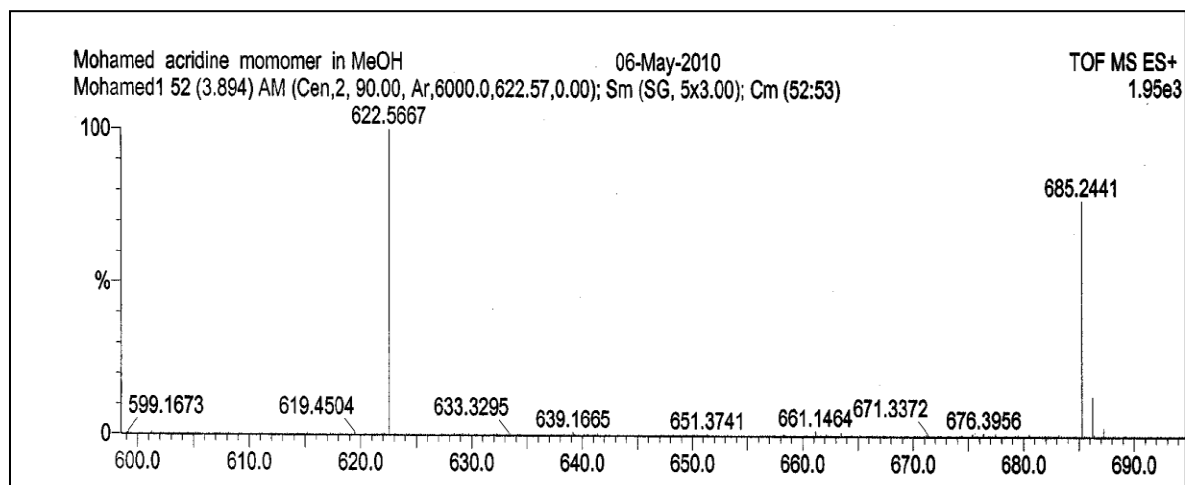 Mohamed acridine momomer in MeOH 06-May-2010 TOF MS ES+
Mohamed1 52 (3.894) AM (Cen,2, 90.00, Ar,6000.0,622.57,0.00); Sm (SG, 5x3.00); Cm (52:53) 1.95e3
100 622.5667
685.2441
%
599.1673 619.4504 633.3295 639.1665 651.3741 661.1464 671.3372 676.3956
0
600.0 610.0 620.0 630.0 640.0 650.0 660.0 670.0 680.0 690.0